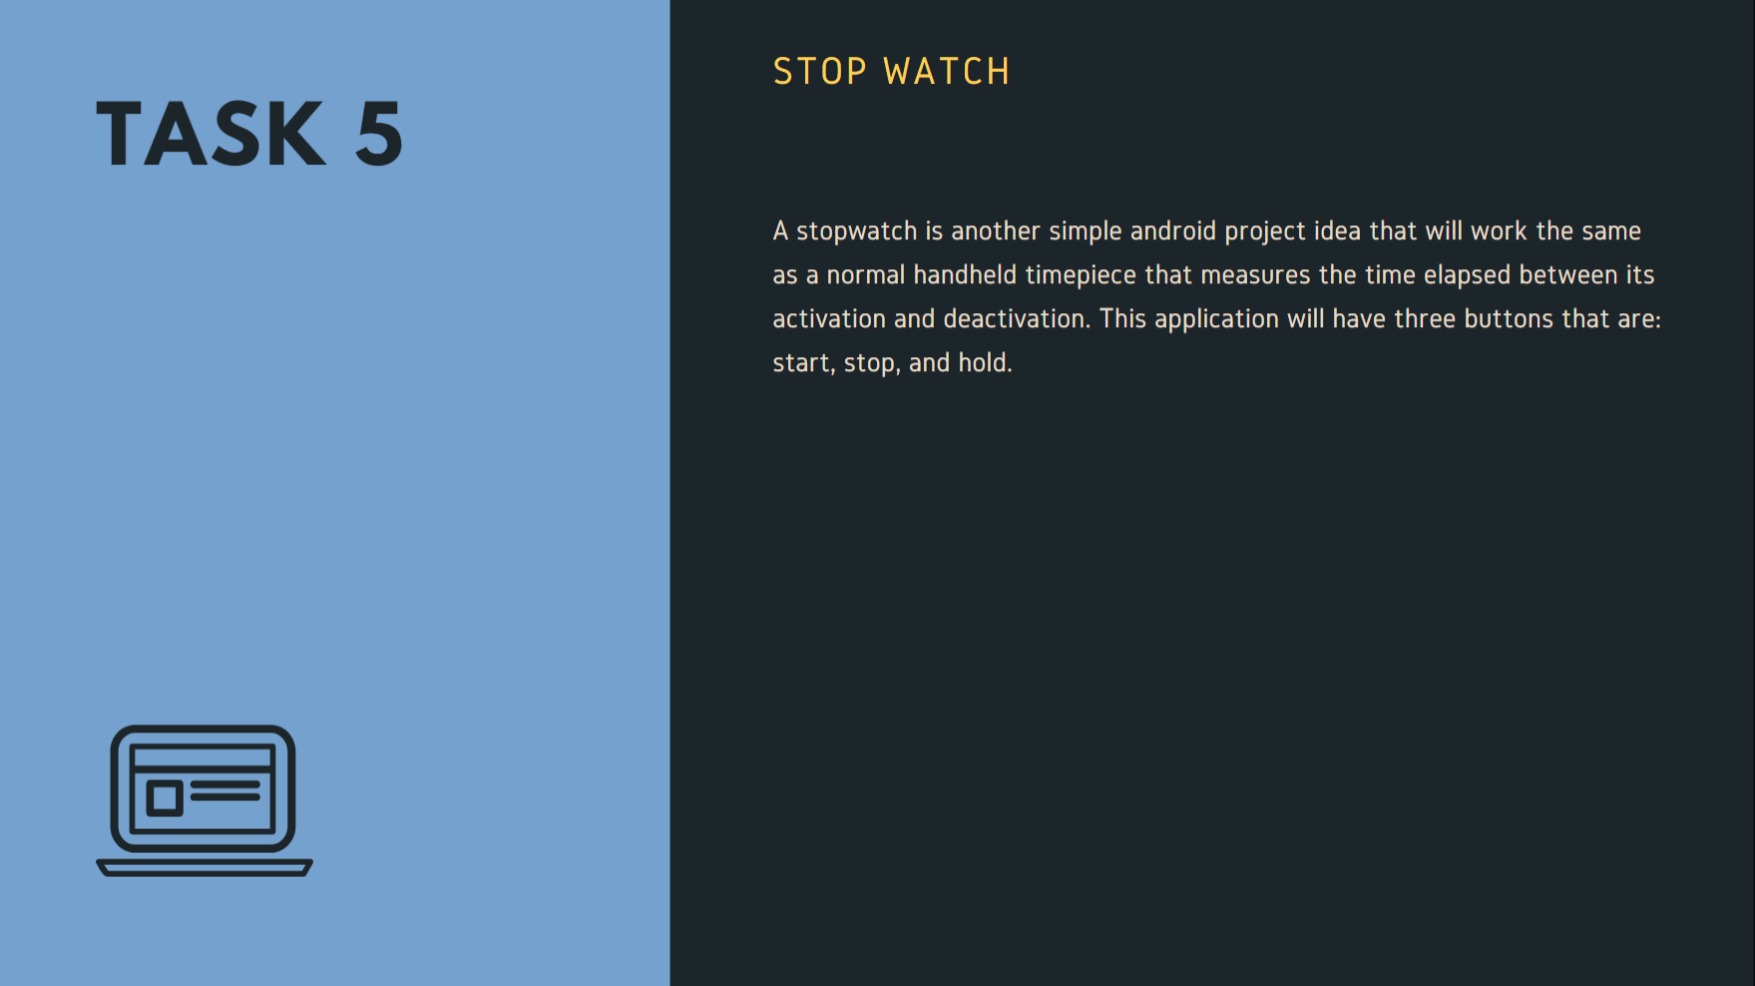 TASK 5
STOP WATCH
A stopwatch is another simple android project idea that will work the same
as a normal handheld timepiece that measures the time elapsed between its
activation and deactivation. This application will have three buttons that are:
start, stop, and hold.